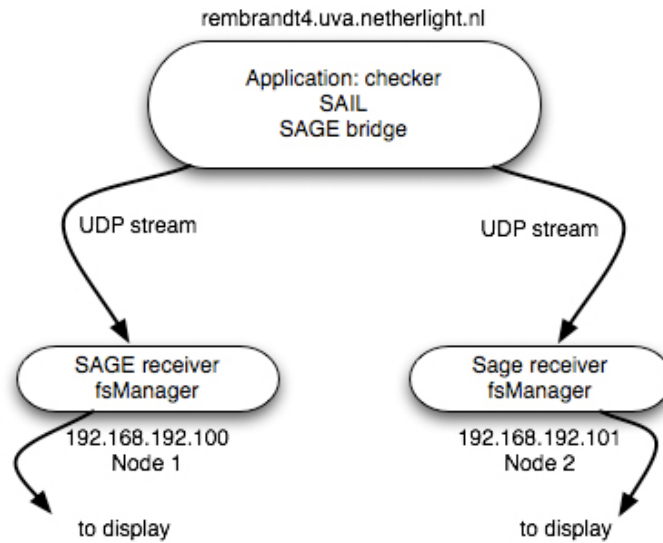 rembrandt4.uva.netherlight.nl
Application: checker
SAIL
SAGE bridge
UDP stream
UDP stream
SAGE receiver
fsManager
Sage receiver
fsManager
192.168.192.100
Node 1
192.168.192.101
Node 2
to display
to display